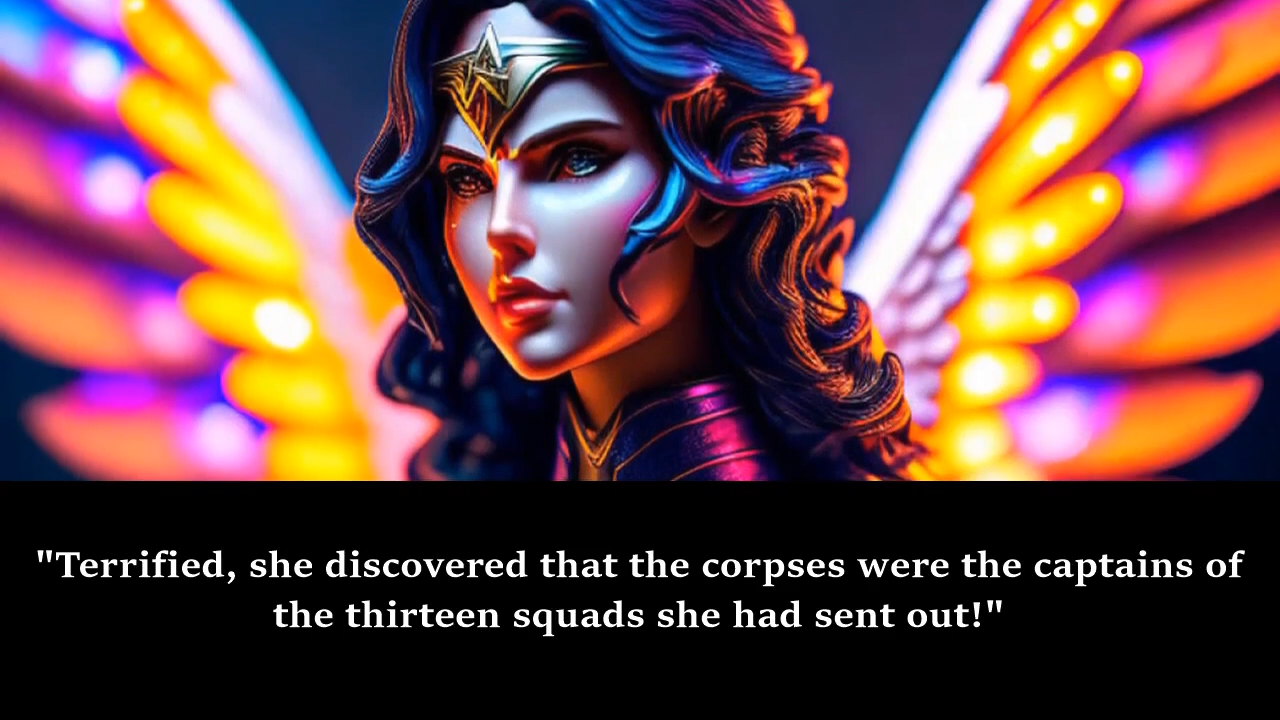 "Terrified, she discovered that the corpses were the captains of
the thirteen squads she had sent out!"